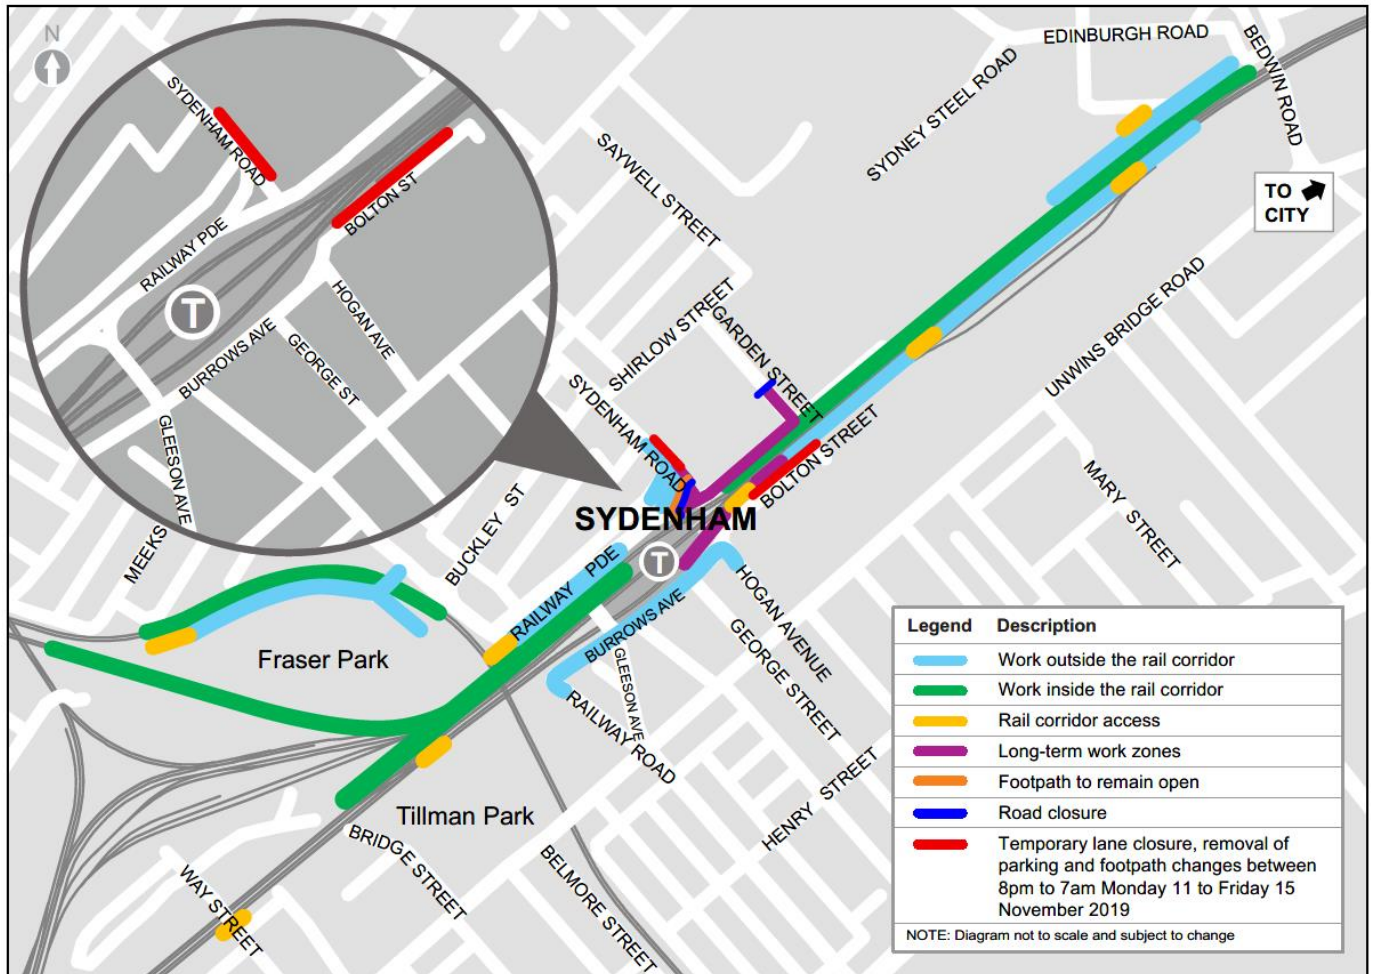 N
SYDENHAM ROAD
BOLTON ST
RAILWAY PDE
T
HOGAN AVE
BURROWS AVE
GEORGE ST
GLEESON AVE
EDINBURGH ROAD
BEDWIN ROAD
SYDNEY STEEL ROAD
SAYWELL STREET
TO
CITY
UNWINS BRIDGE ROAD
SHIRLOW STREET
GARDEN STREET
SYDENHAM ROAD
BOLTON STREET
MARY STREET
SYDENHAM
MEEKS
BUCKLEY ST
RAILWAY PDE
T
HOGAN AVENUE
BURROWS AVE
GEORGE STREET
GLEESON AVE
RAILWAY ROAD
HENRY STREET
Fraser Park
Tillman Park
BRIDGE STREET
BELMORE STREET
WAY STREET
Legend Description
Work outside the rail corridor
Work inside the rail corridor
Rail corridor access
Long-term work zones
Footpath to remain open
Road closure
Temporary lane closure, removal of
parking and footpath changes between
8pm to 7am Monday 11 to Friday 15
November 2019
NOTE: Diagram not to scale and subject to change